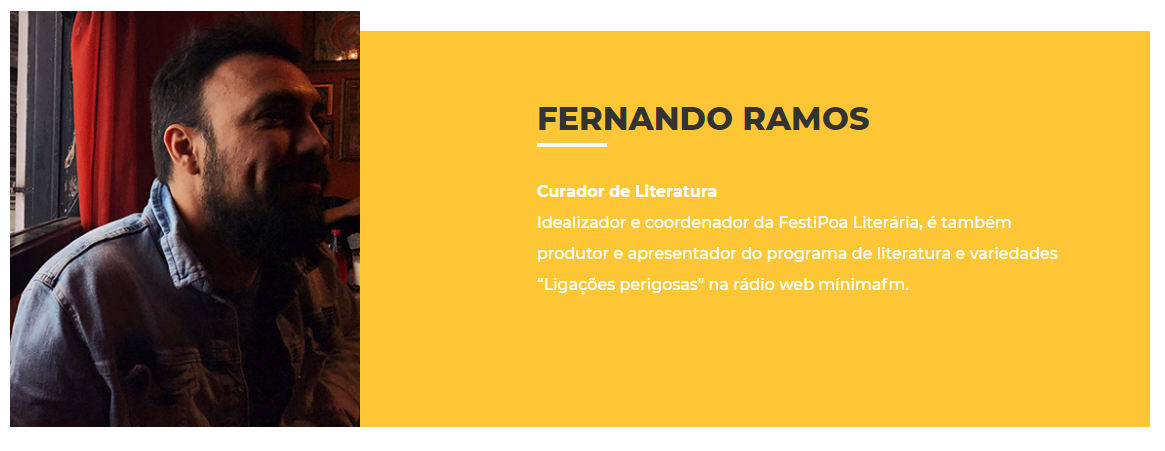 FERNANDO RAMOS
Curador de Literatura
Idealizador e coordenador da FestiPoa Literária, é também
produtor e apresentador do programa de literatura e variedades
“Ligações perigosas" na rádio web mínimafm.